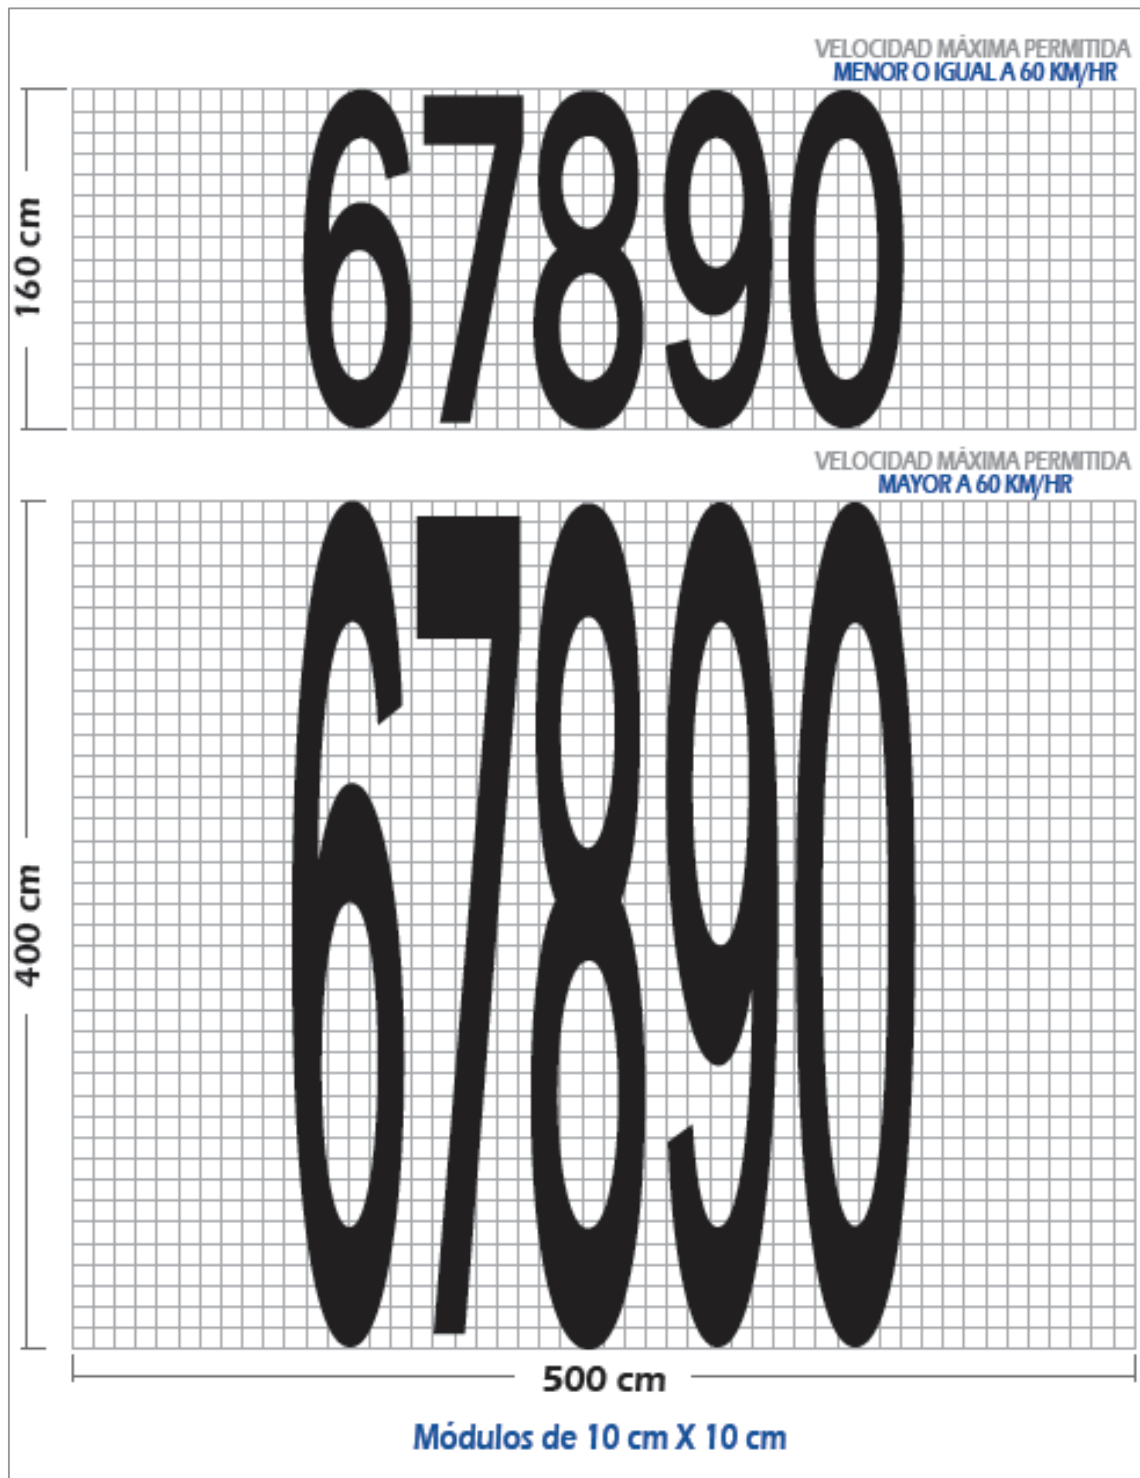 VELOCIDAD MÁXIMA PERMITIDA
MENOR O IGUAL A 60 KM/HR
160 cm
67890
VELOCIDAD MÁXIMA PERMITIDA
MAYOR A 60 KM/HR
400 cm
67890
500 cm
Módulos de 10 cm X 10 cm